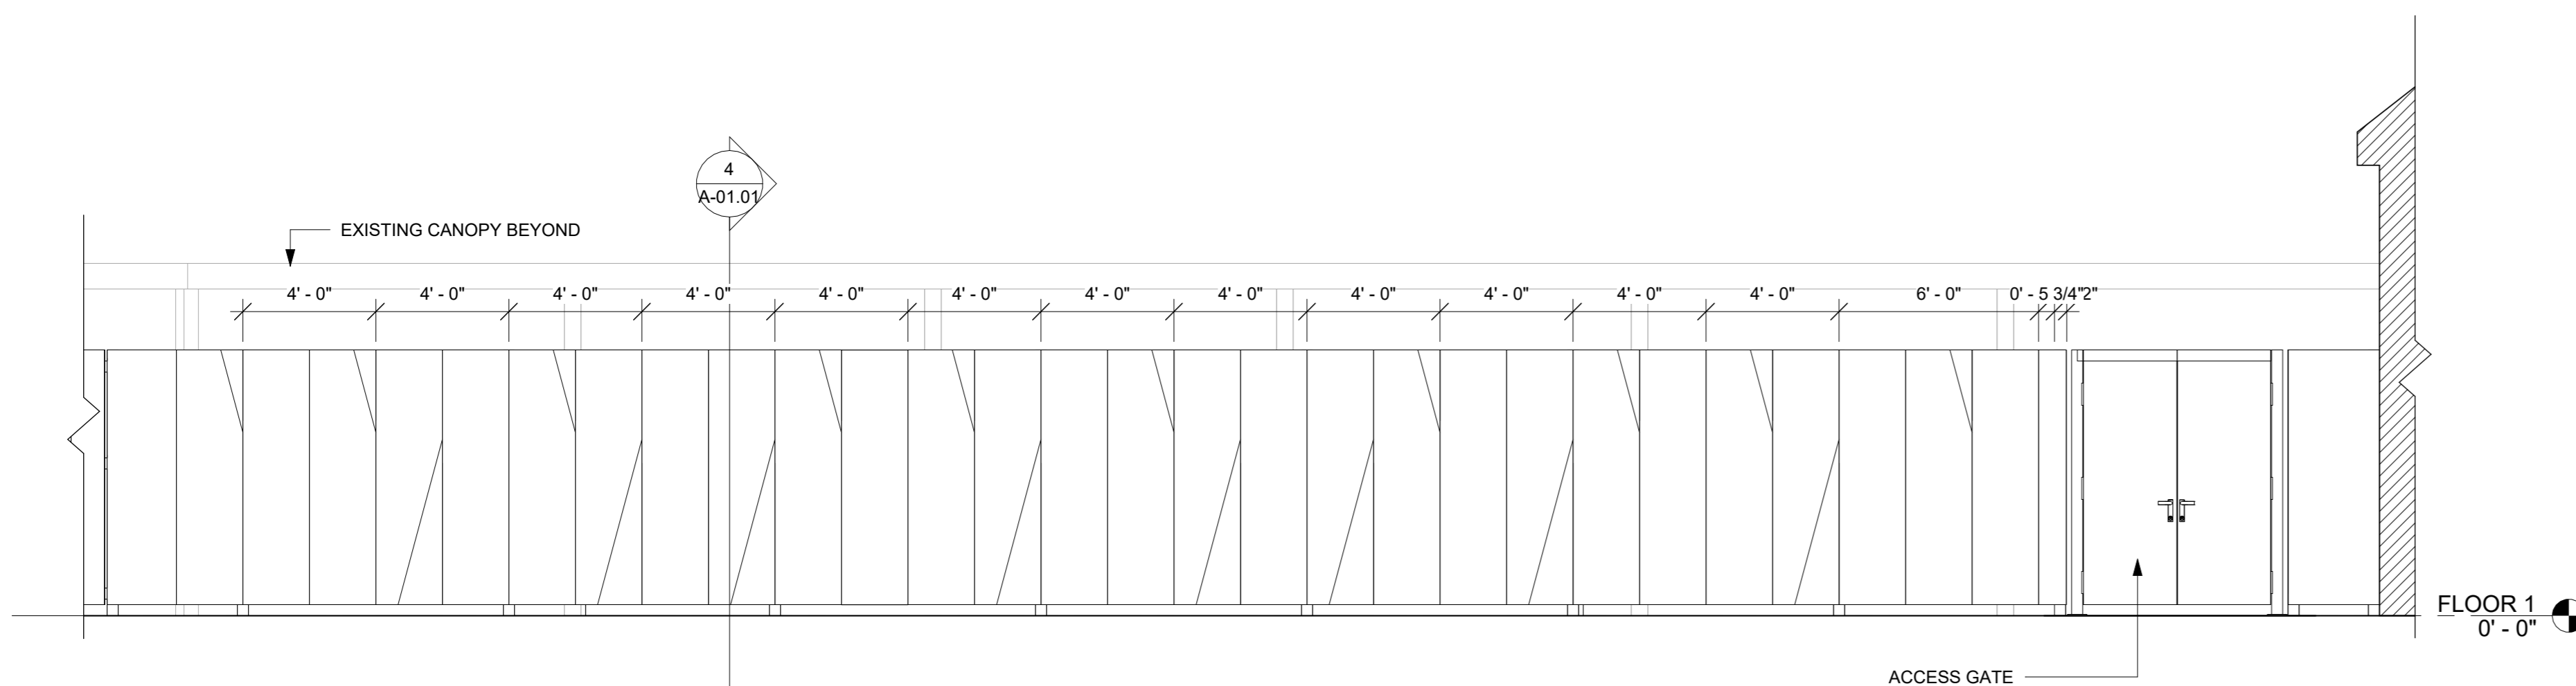 4
A-01.01
EXISTING CANOPY BEYOND
4' - 0"
4' - 0"
4' - 0"
4' - 0"
4' - 0"
4' - 0"
4' - 0"
4' - 0"
4' - 0"
4' - 0"
4' - 0"
4' - 0"
6' - 0"
0' - 5 3/4"
FLOOR 1
0' - 0"
ACCESS GATE